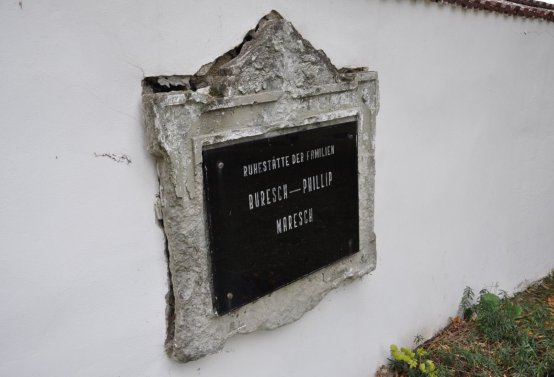 RUHESTÄTTE DER FAMILIEN
BURESCH—PHILLIP
MARESCH